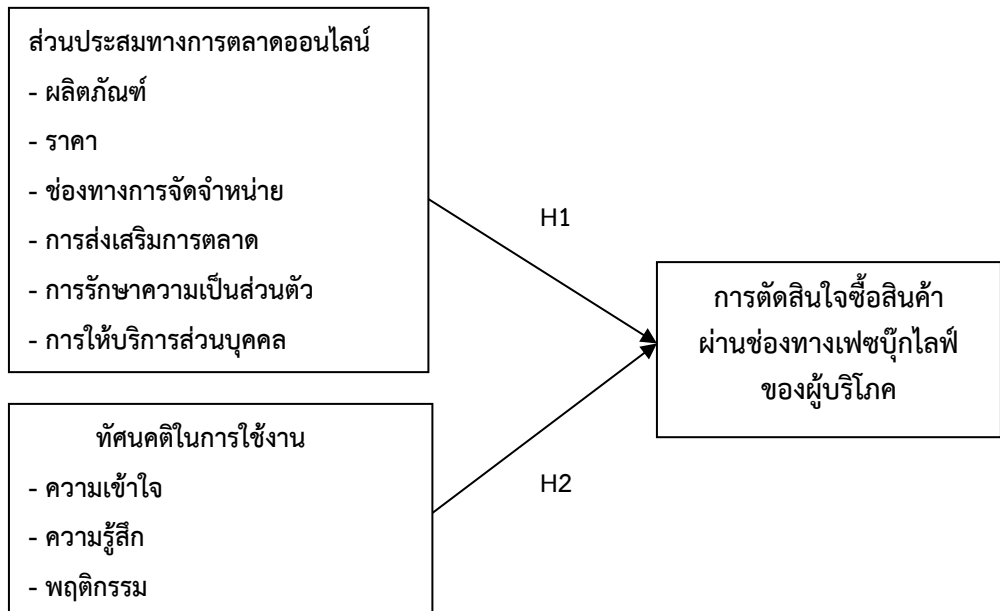 ส่วนประสมทางการตลาดออนไลน์
- ผลิตภัณฑ์
- ราคา
- ช่องทางการจัดจำหน่าย
- การส่งเสริมการตลาด
- การรักษาความเป็นส่วนตัว
- การให้บริการส่วนบุคคล
H1
การตัดสินใจซื้อสินค้า
ผ่านช่องทางเฟซบุ๊กไลฟ์
ของผู้บริโภค
ทัศนคติในการใช้งาน
- ความเข้าใจ
- ความรู้สึก
- พฤติกรรม
H2